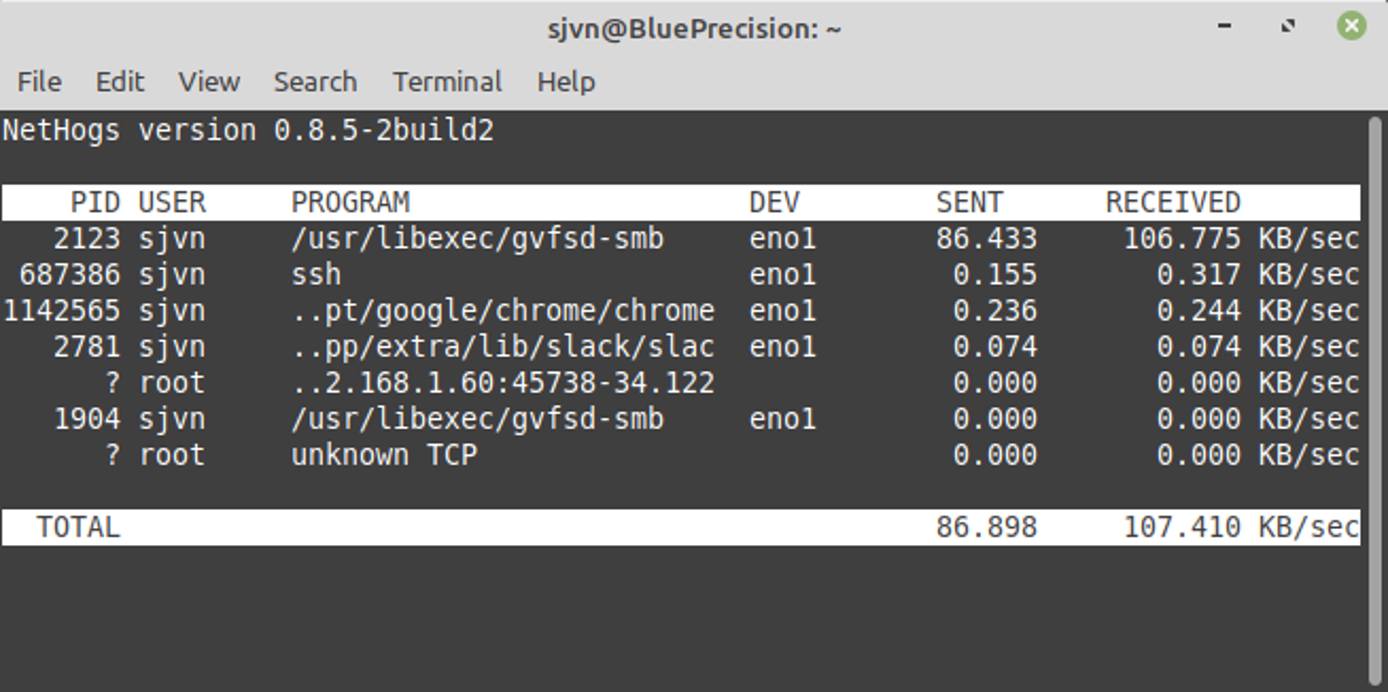 sjvn@BluePrecision: ~
File Edit View Search Terminal Help
NetHogs version 0.8.5-2build2
PID USER PROGRAM DEV SENT RECEIVED
2123 sjvn /usr/libexec/gvfsd-smb eno1 86.433 106.775 KB/sec
687386 sjvn ssh eno1 0.155 0.317 KB/sec
1142565 sjvn ..pt/google/chrome/chrome eno1 0.236 0.244 KB/sec
2781 sjvn ..pp/extra/lib/slack/slac eno1 0.074 0.074 KB/sec
? root ..2.168.1.60:45738-34.122 0.000 0.000 KB/sec
1904 sjvn /usr/libexec/gvfsd-smb eno1 0.000 0.000 KB/sec
? root unknown TCP 0.000 0.000 KB/sec
TOTAL 86.898 107.410 KB/sec